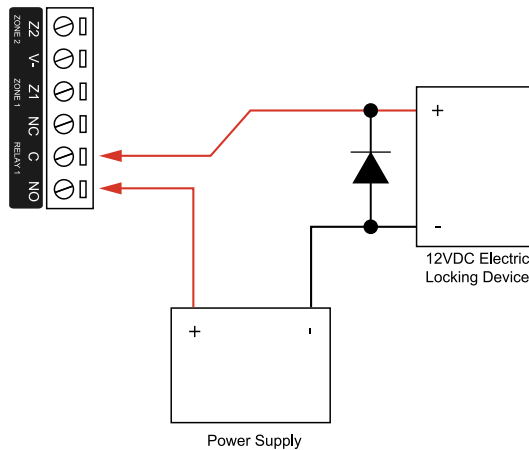 ZONE 2
Z2
V-
ZONE 1
Z1
NC
RELAY 1
C
NO
+
-
12VDC Electric
Locking Device
+
-
Power Supply